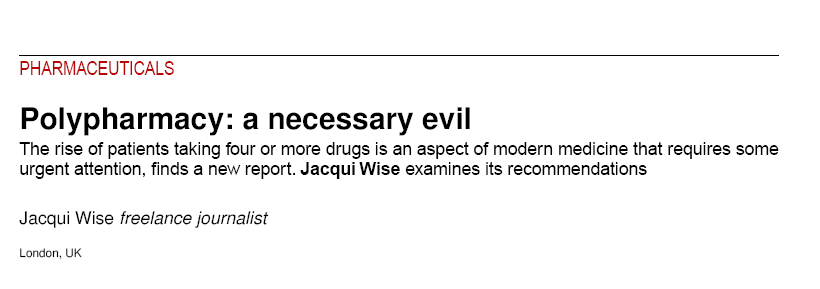 PHARMACEUTICALS
Polypharmacy: a necessary evil
The rise of patients taking four or more drugs is an aspect of modern medicine that requires some
urgent attention, finds a new report. Jacqui Wise examines its recommendations
Jacqui Wise freelance journalist
London, UK